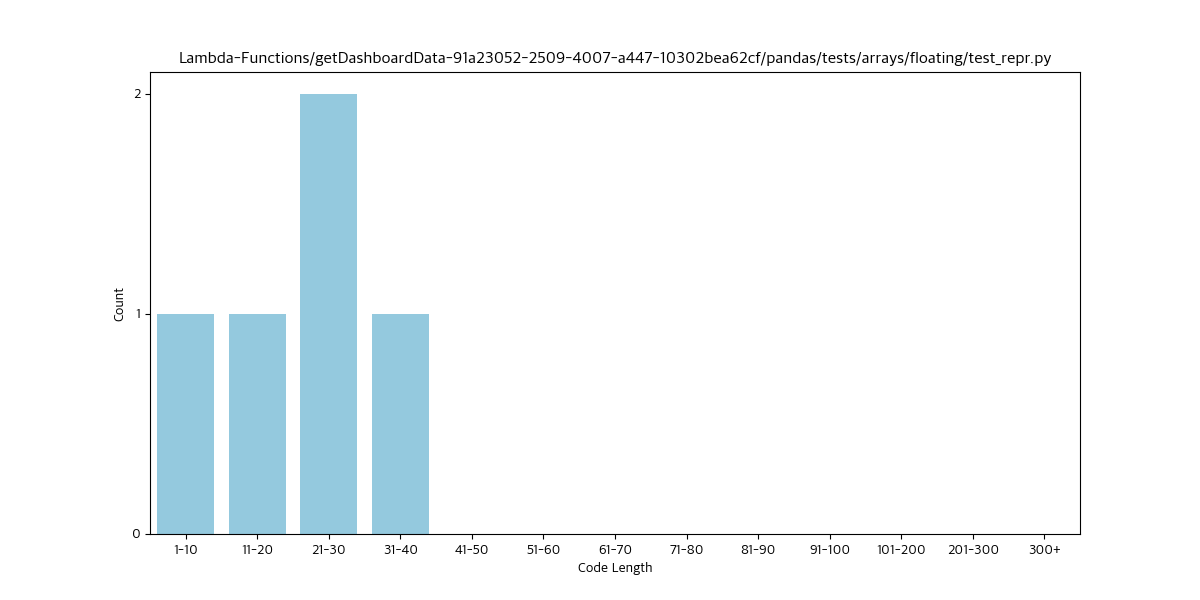 Lambda-Functions/getDashboardData-91a23052-2509-4007-a447-10302bea62cf/pandas/tests/arrays/floating/test_repr.py
2
1
0
Count
1-10 11-20 21-30 31-40 41-50 51-60 61-70 71-80 81-90 91-100 101-200 201-300 300+
Code Length